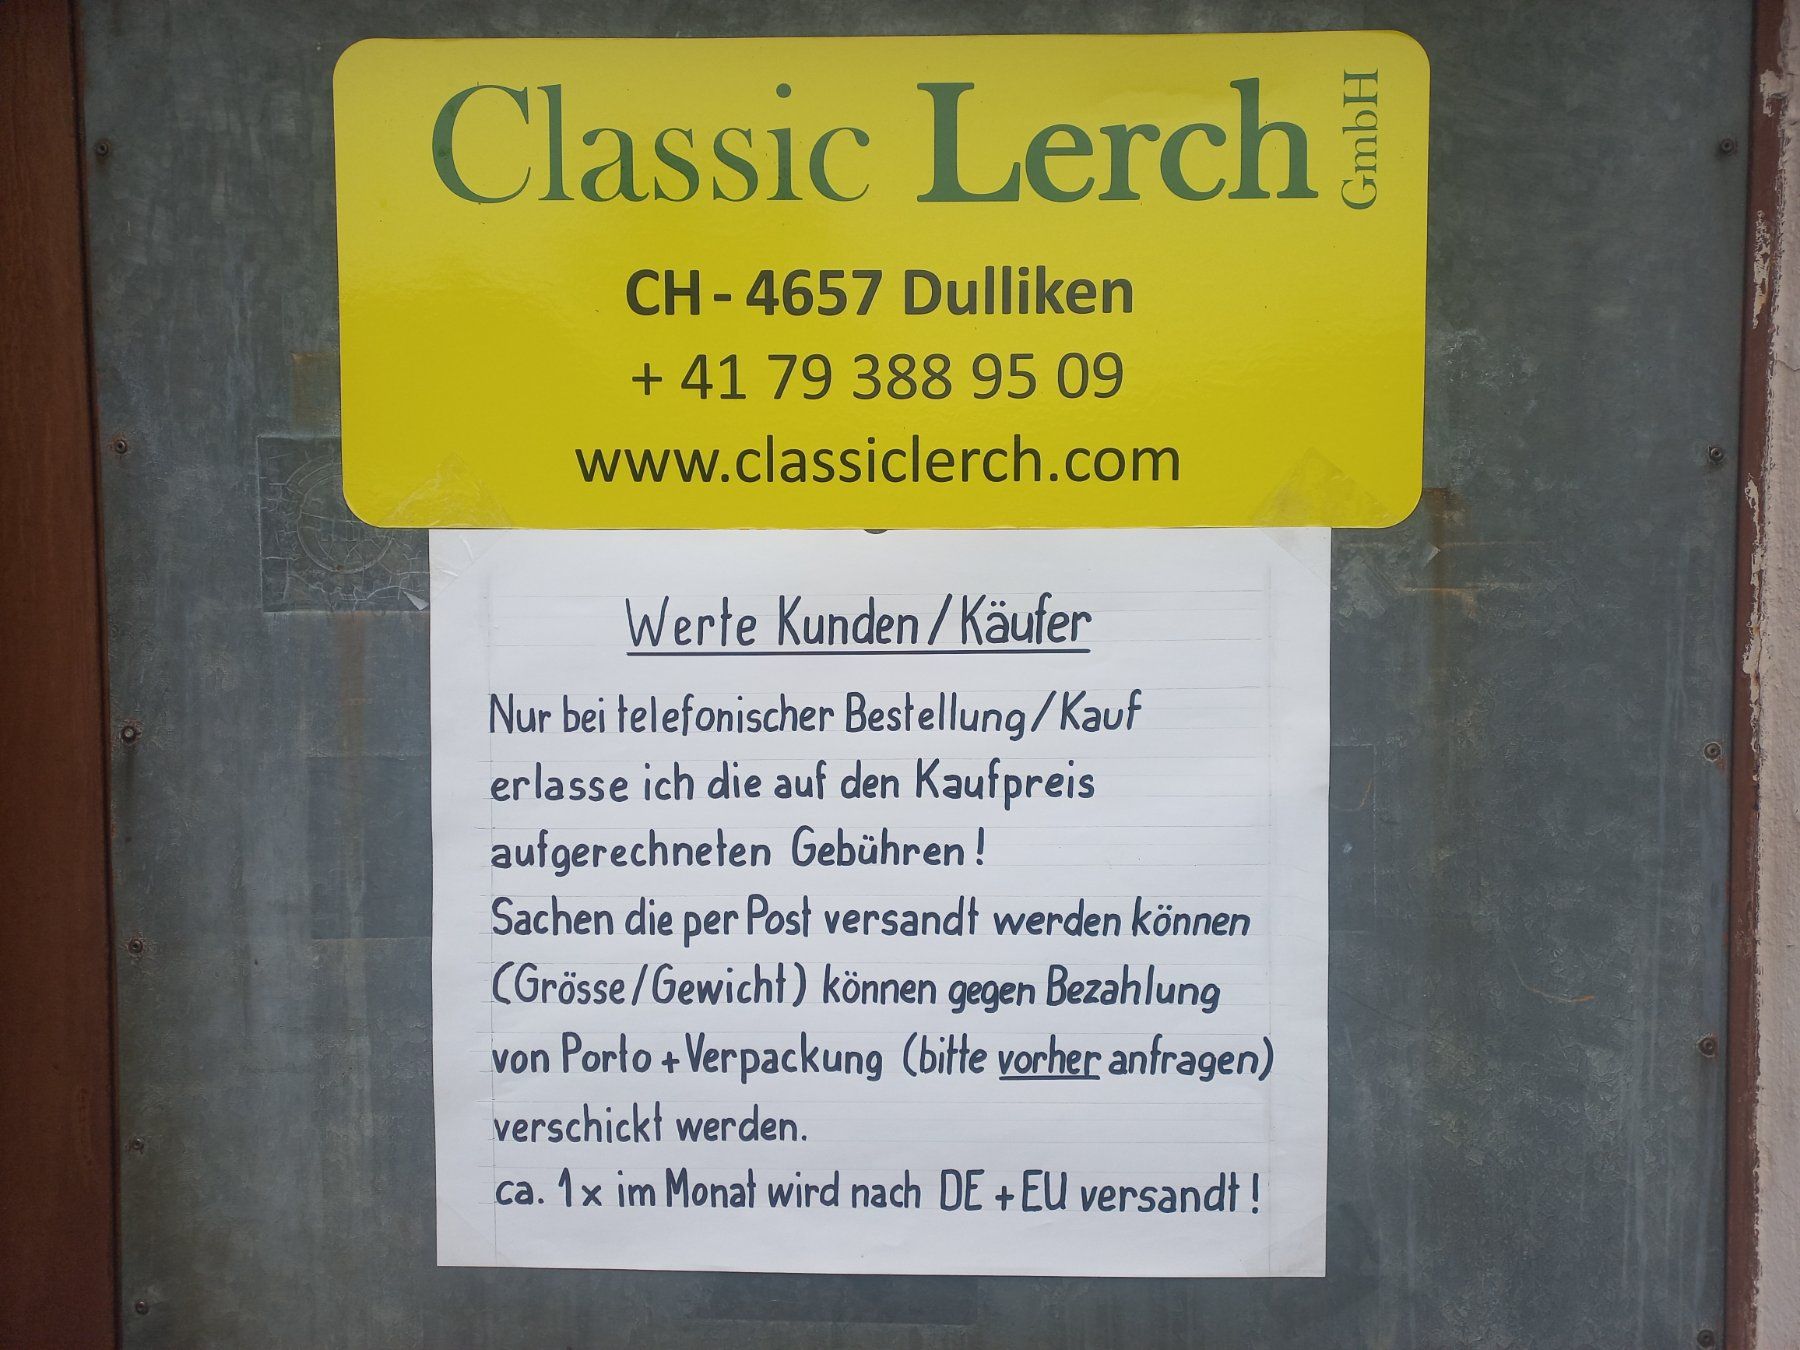 Classic Lerch GmbH
CH - 4657 Dulliken
+ 41 79 388 95 09
www.classiclerch.com
Werte Kunden/Käufer
Nur bei telefonischer Bestellung/Kauf
erlasse ich die auf den Kaufpreis
aufgerechneten Gebühren!
Sachen die per Post versandt werden können
(Grösse/Gewicht) können gegen Bezahlung
von Porto + Verpackung (bitte vorher anfragen)
verschickt werden.
ca. 1x im Monat wird nach DE + EU versandt!